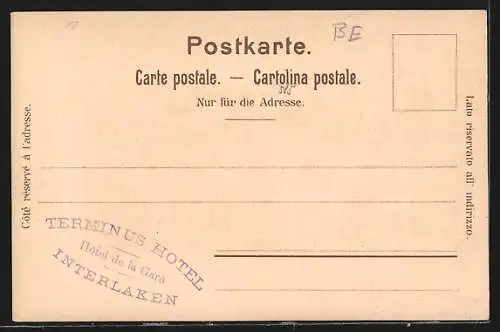 BE
Postkarte.
Carte postale. — Cartolina postale.
Nur für die Adresse.
Côté réservé à l'adresse.
Lato riservato all' indirizzo.
TERMINUS HOTEL
Hôtel de la Gare
INTERLAKEN